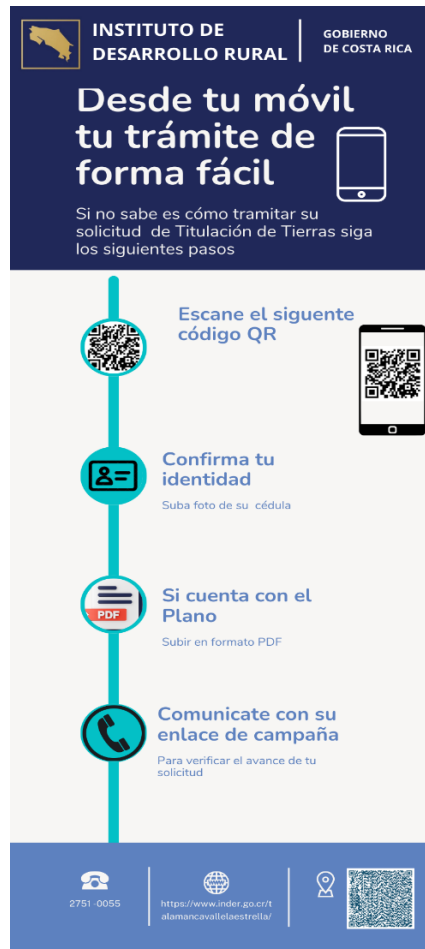 INSTITUTO DE
DESARROLLO RURAL
GOBIERNO
DE COSTA RICA
Desde tu móvil
tu trámite de
forma fácil
Si no sabe es cómo tramitar su
solicitud de Titulación de Tierras siga
los siguientes pasos
Escane el siguente
código QR
Confirma tu
identidad
Suba foto de su cédula
PDF
Si cuenta con el
Plano
Subir en formato PDF
Comunicate con su
enlace de campaña
Para verificar el avance de tu
solicitud
2751-0055
https://www.inder.go.cr/t
alamancavallelaestrella/